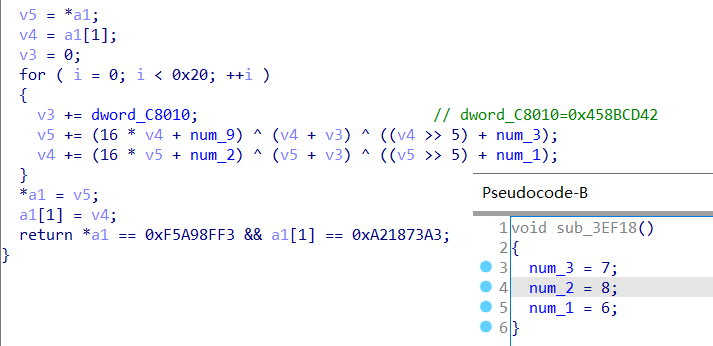 v5 = *a1;
v4 = a1[1];
v3 = 0;
for ( i = 0; i < 0x20; ++i )
{
v3 += dword_C8010; // dword_C8010=0x458BCD42
v5 += (16 * v4 + num_9) ^ (v4 + v3) ^ ((v4 >> 5) + num_3);
v4 += (16 * v5 + num_2) ^ (v5 + v3) ^ ((v5 >> 5) + num_1);
}
*a1 = v5;
a1[1] = v4;
return *a1 == 0xF5A98FF3 && a1[1] == 0xA21873A3;
}
Pseudocode-B
1 void sub_3EF18()
2 {
3 num_3 = 7;
4 num_2 = 8;
5 num_1 = 6;
6 }